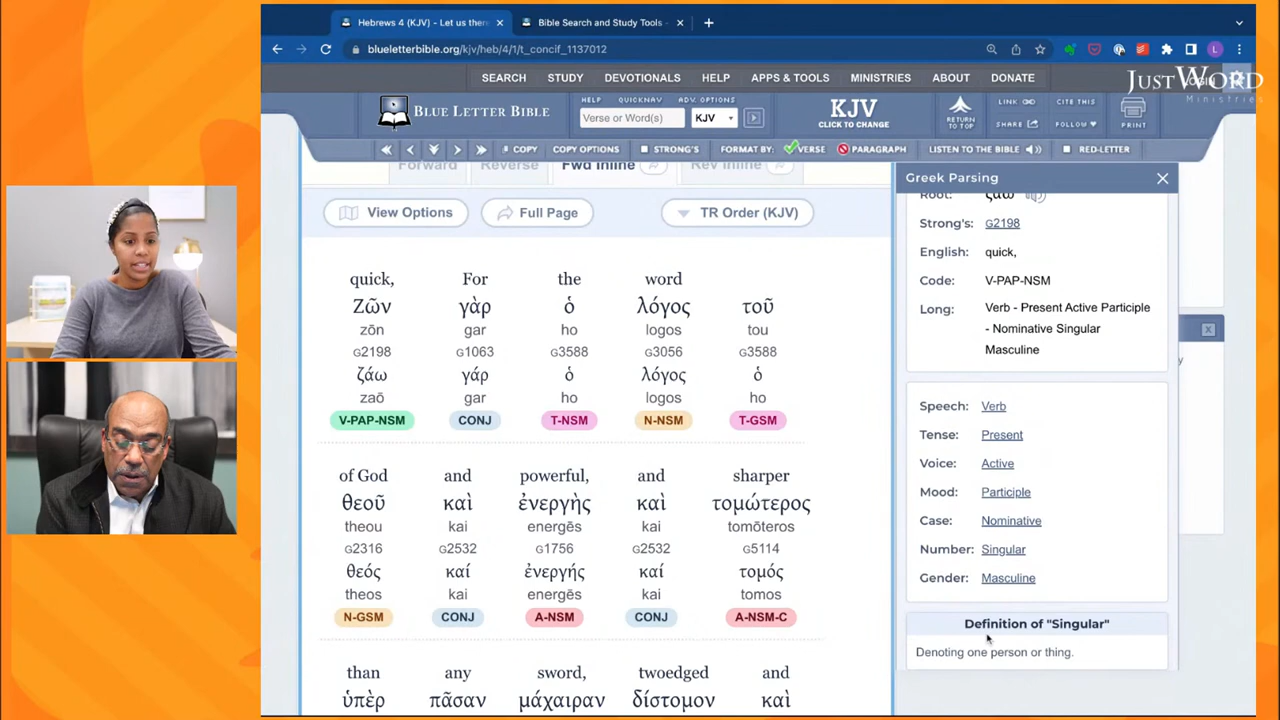 Hebrews 4 (KJV) - Let us there
Bible Search and Study Tools -
blueletterbible.org/kjv/heb/4/1/t_concif_1137012
SEARCH STUDY DEVOTIONALS HELP APPS & TOOLS MINISTRIES ABOUT DONATE
JUSTWORD
Ministries
BLUE LETTER BIBLE
HELP QUICKNAV ADV. OPTIONS
Verse or Word(s) KJV
KJV
CLICK TO CHANGE
RETURN
TO TOP
LINK CITE THIS
SHARE FOLLOW
PRINT
COPY COPY OPTIONS STRONG'S FORMAT BY: VERSE PARAGRAPH LISTEN TO THE BIBLE RED-LETTER
Forward Reverse Fwd Inline Rev Inline
View Options Full Page TR Order (KJV)
quick, For the word
Ζῶν γὰρ ὁ λόγος τοῦ
zōn gar ho logos tou
G2198 G1063 G3588 G3056 G3588
ζάω γάρ ὁ λόγος ὁ
zaō gar ho logos ho
V-PAP-NSM CONJ T-NSM N-NSM T-GSM
of God and powerful, and sharper
θεοῦ καὶ ἐνεργὴς καὶ τομώτερος
theou kai energēs kai tomōteros
G2316 G2532 G1756 G2532 G5114
θεός καί ἐνεργής καί τομός
theos kai energēs kai tomos
N-GSM CONJ A-NSM CONJ A-NSM-C
than any sword, twoedged and
ὑπὲρ πᾶσαν μάχαιραν δίστομον καὶ
Greek Parsing
Root: ζάω
Strong's: G2198
English: quick,
Code: V-PAP-NSM
Long: Verb - Present Active Participle
- Nominative Singular
Masculine
Speech: Verb
Tense: Present
Voice: Active
Mood: Participle
Case: Nominative
Number: Singular
Gender: Masculine
Definition of "Singular"
Denoting one person or thing.